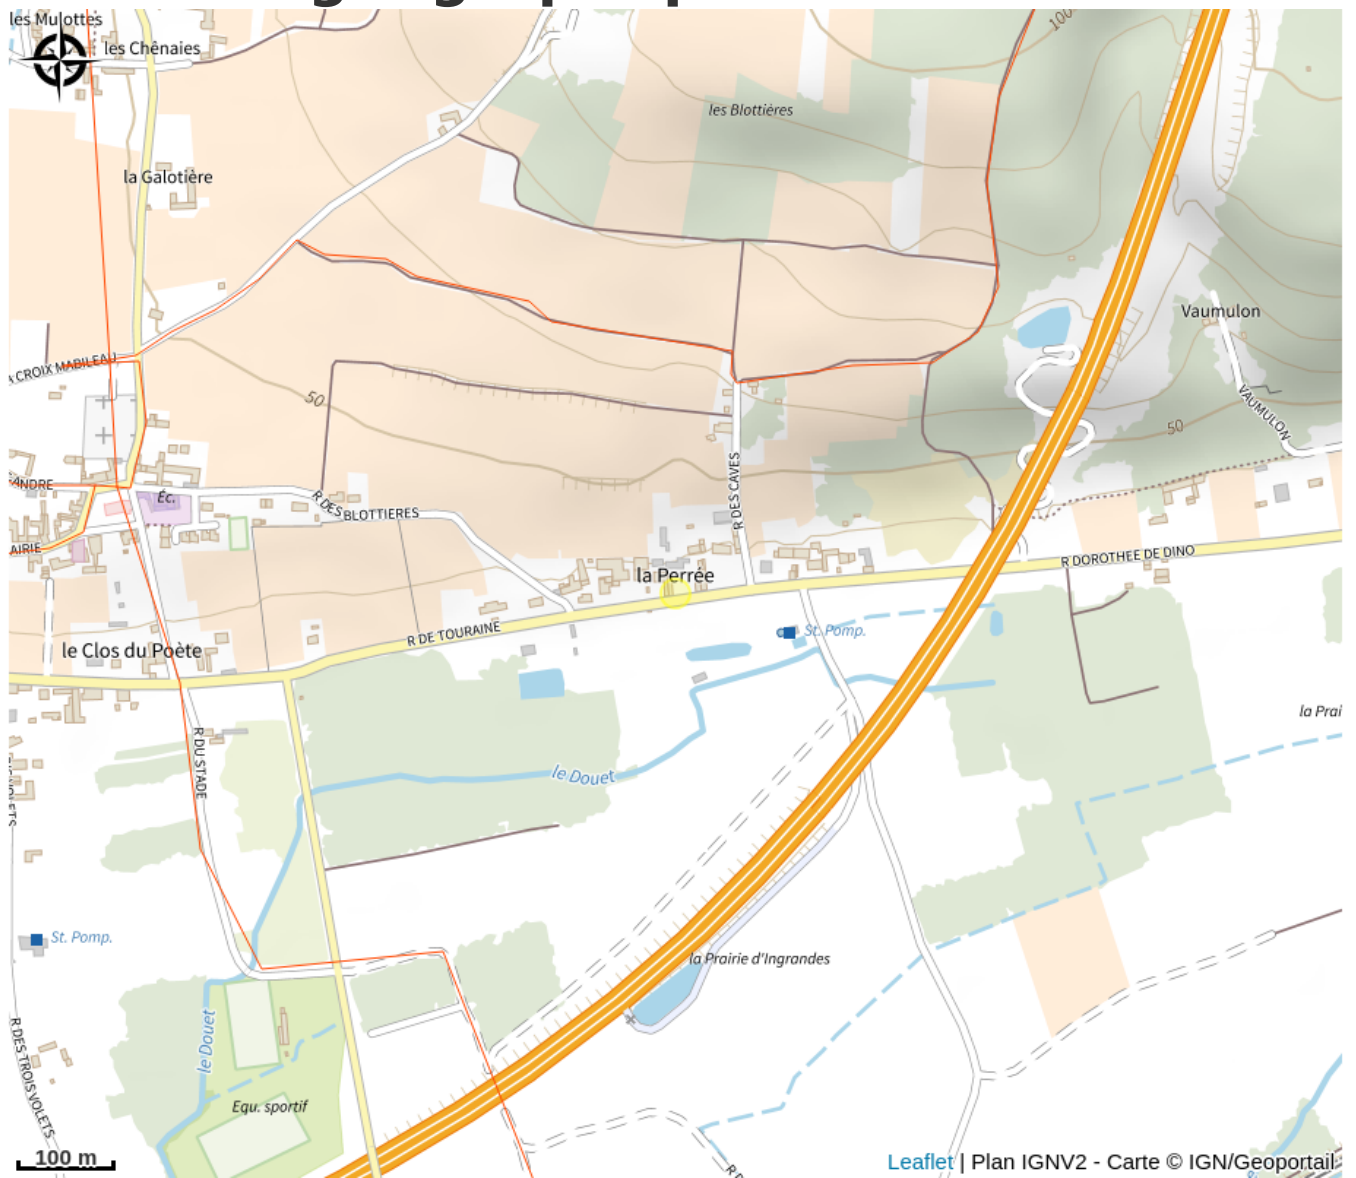 les Mulottes
les Chênaies
100
les Blottières
la Galotière
Vaumulon
CROIX MABILEAU
VAUMULON
50
50
ANDRE
Éc.
R DES BLOTTIERES
R DES CAVES
AIRIE
la Perrée
R DOROTHEE DE DINO
St. Pomp.
R DE TOURAINE
le Clos du Poète
la Prai
R DU STADE
le Douet
St. Pomp.
la Prairie d'Ingrandes
le Douet
R DES TROIS VOLETS
Equ. sportif
100 m
Leaflet | Plan IGNV2 - Carte © IGN/Geoportail